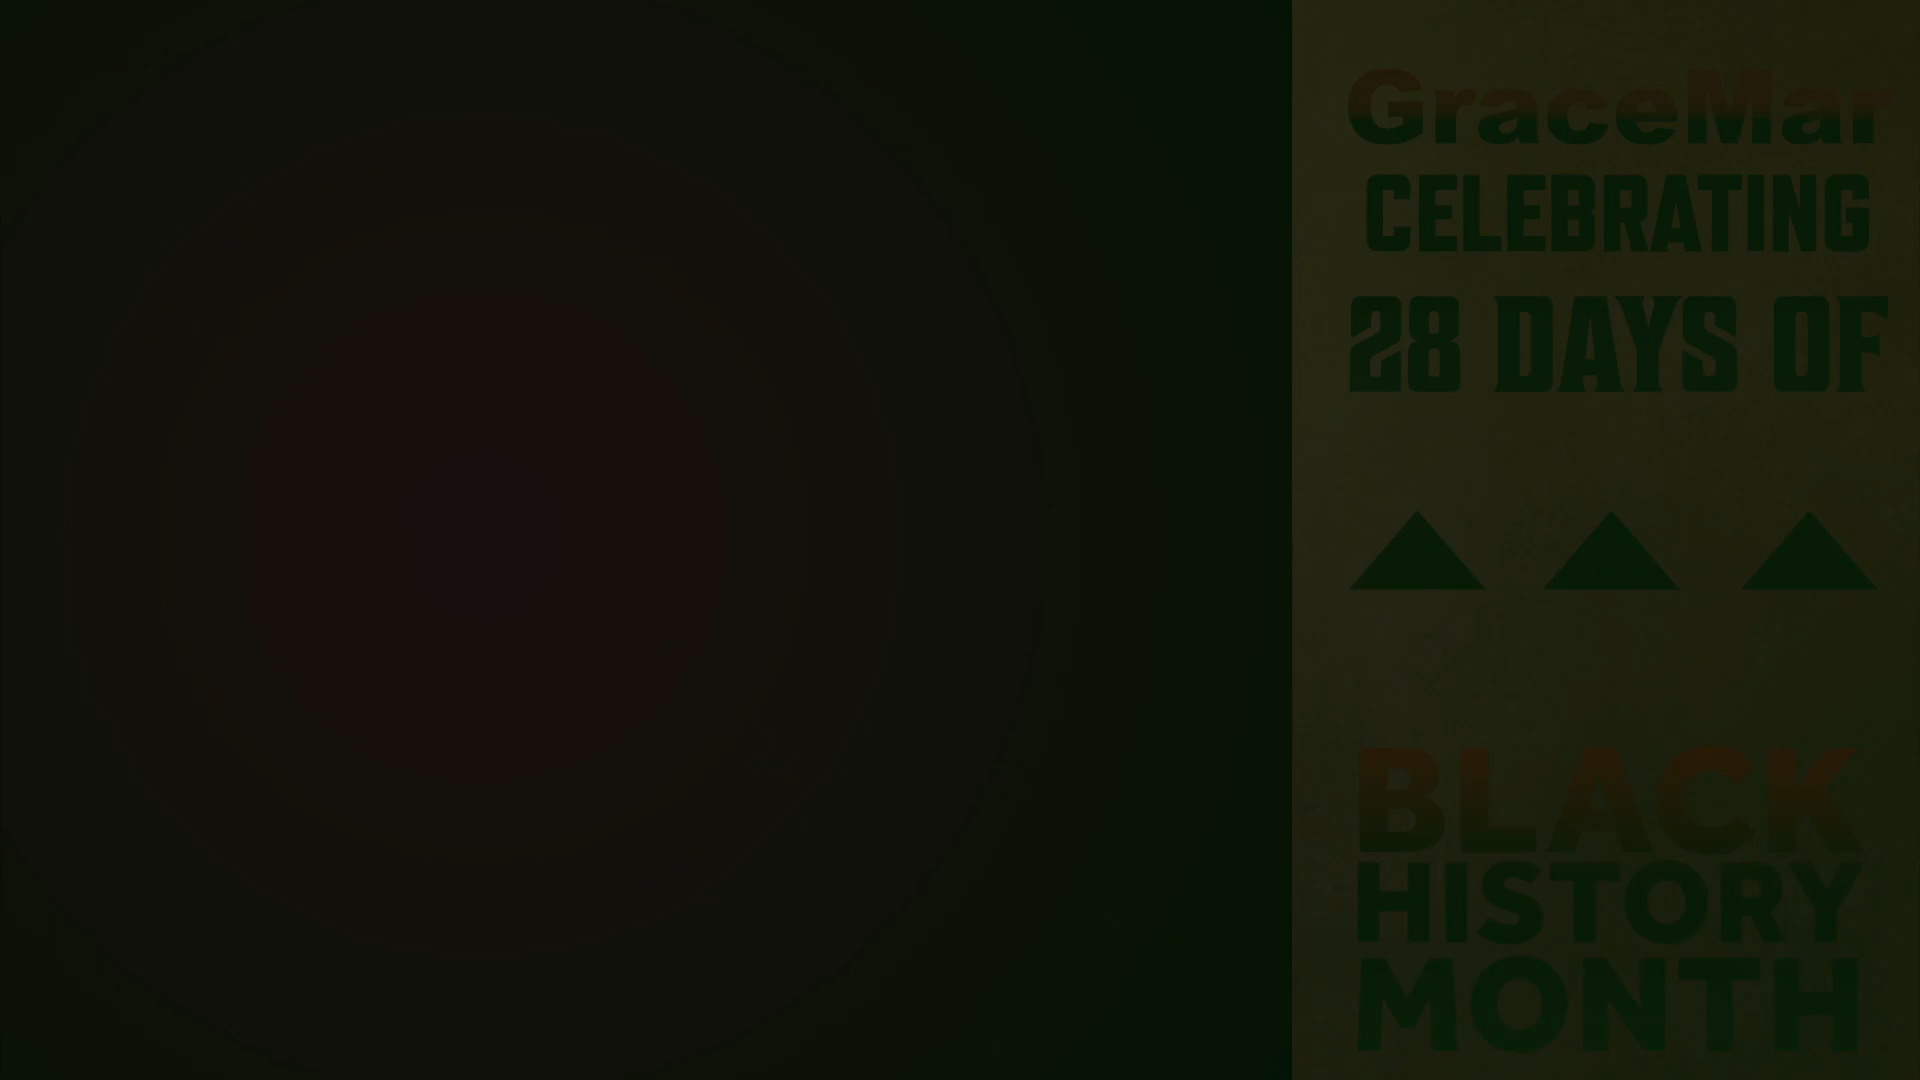 GraceMar
CELEBRATING
28 DAYS OF
BLACK
HISTORY
MONTH